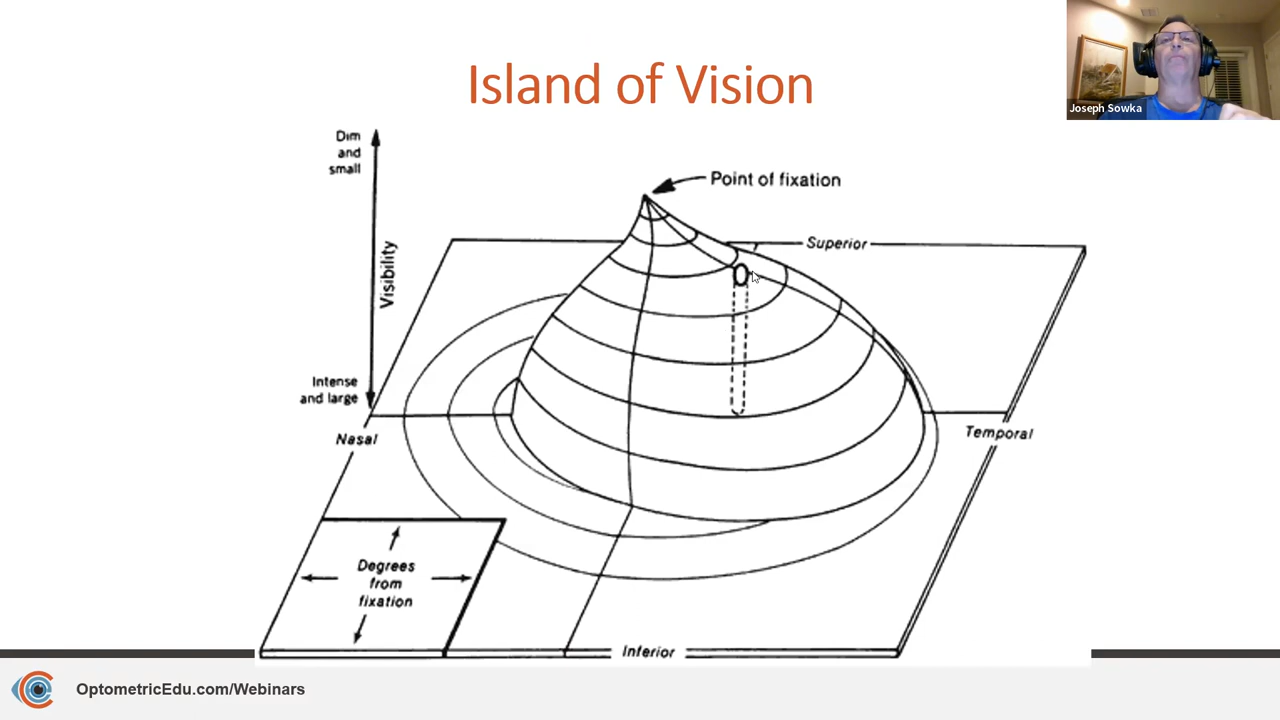 Joseph Sowka
Island of Vision
Dim
and
small
Point of fixation
Superior
Visibility
Intense
and large
Nasal
Temporal
Degrees
from
fixation
Inferior
OptometricEdu.com/Webinars